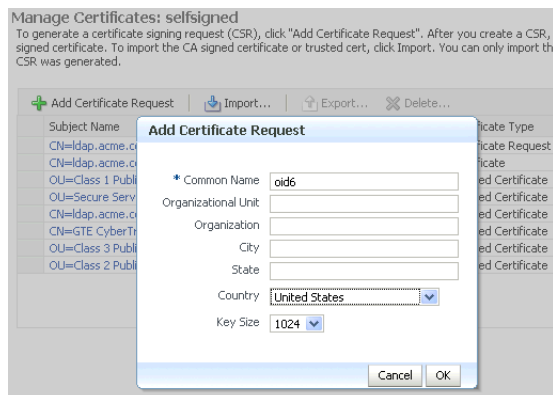 Manage Certificates: selfsigned
To generate a certificate signing request (CSR), click "Add Certificate Request". After you create a CSR,
signed certificate. To import the CA signed certificate or trusted cert, click Import. You can only import th
CSR was generated.
Add Certificate Request Import... Export... Delete...
Subject Name ficate Type
CN=ldap.acme.co ficate Request
CN=ldap.acme.co ficate
OU=Class 1 Publi ed Certificate
OU=Secure Serv ed Certificate
CN=ldap.acme.co ed Certificate
CN=GTE CyberTr ed Certificate
OU=Class 3 Publi ed Certificate
OU=Class 2 Publi ed Certificate
Add Certificate Request
* Common Name oid6
Organizational Unit
Organization
City
State
Country United States
Key Size 1024
Cancel OK